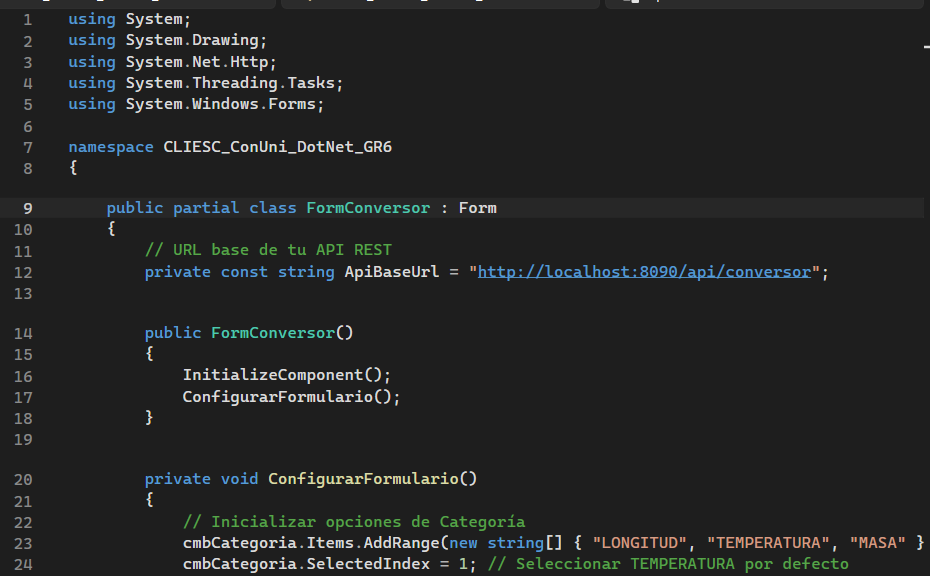 1 using System;
2 using System.Drawing;
3 using System.Net.Http;
4 using System.Threading.Tasks;
5 using System.Windows.Forms;
6
7 namespace CLIESC_ConUni_DotNet_GR6
8 {
9 public partial class FormConversor : Form
10 {
11 // URL base de tu API REST
12 private const string ApiBaseUrl = "http://localhost:8090/api/conversor";
13
14 public FormConversor()
15 {
16 InitializeComponent();
17 ConfigurarFormulario();
18 }
19
20 private void ConfigurarFormulario()
21 {
22 // Inicializar opciones de Categoría
23 cmbCategoria.Items.AddRange(new string[] { "LONGITUD", "TEMPERATURA", "MASA" }
24 cmbCategoria.SelectedIndex = 1; // Seleccionar TEMPERATURA por defecto